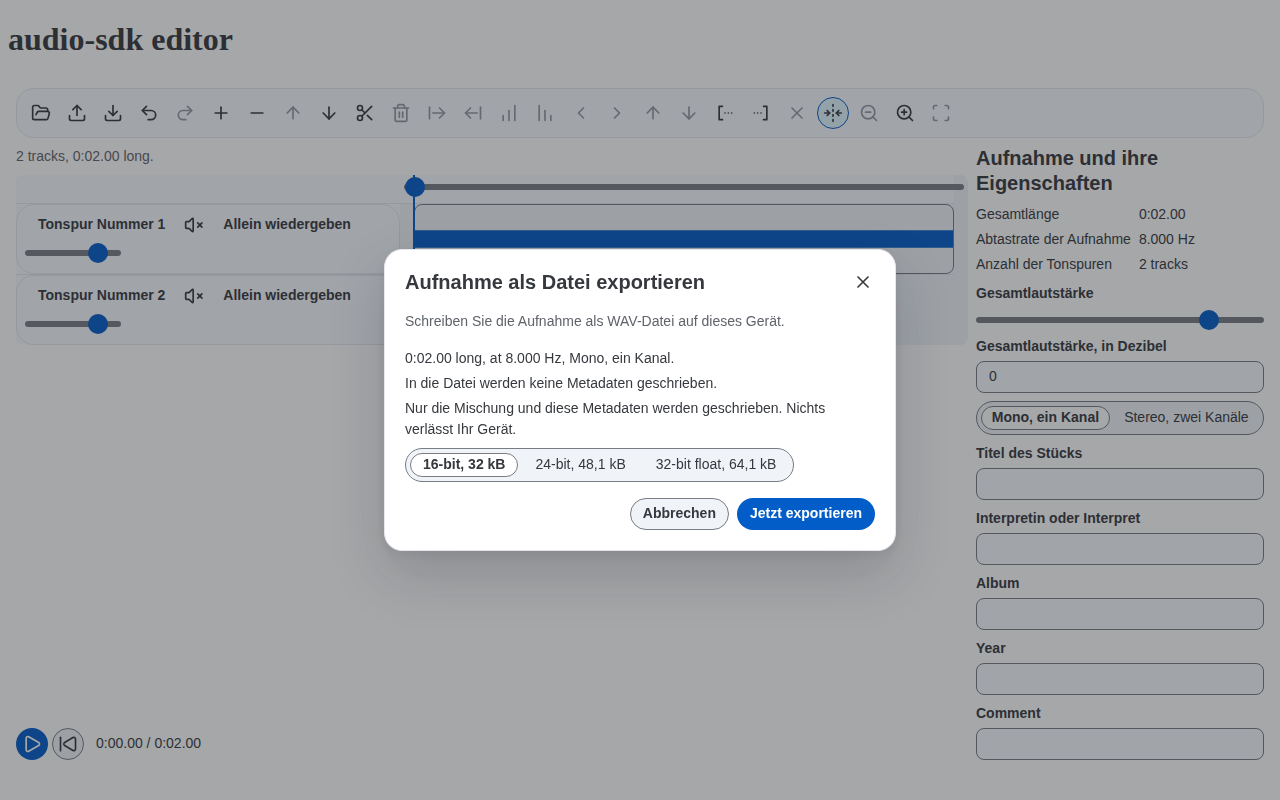 audio-sdk editor
2 tracks, 0:02.00 long.
Tonspur Nummer 1 Allein wiedergeben
Tonspur Nummer 2 Allein wiedergeben
Aufnahme als Datei exportieren
Schreiben Sie die Aufnahme als WAV-Datei auf dieses Gerät.
0:02.00 long, at 8.000 Hz, Mono, ein Kanal.
In die Datei werden keine Metadaten geschrieben.
Nur die Mischung und diese Metadaten werden geschrieben. Nichts
verlässt Ihr Gerät.
16-bit, 32 kB 24-bit, 48,1 kB 32-bit float, 64,1 kB
Abbrechen Jetzt exportieren
Aufnahme und ihre
Eigenschaften
Gesamtlänge 0:02.00
Abtastrate der Aufnahme 8.000 Hz
Anzahl der Tonspuren 2 tracks
Gesamtlautstärke
Gesamtlautstärke, in Dezibel
0
Mono, ein Kanal Stereo, zwei Kanäle
Titel des Stücks
Interpretin oder Interpret
Album
Year
Comment
0:00.00 / 0:02.00